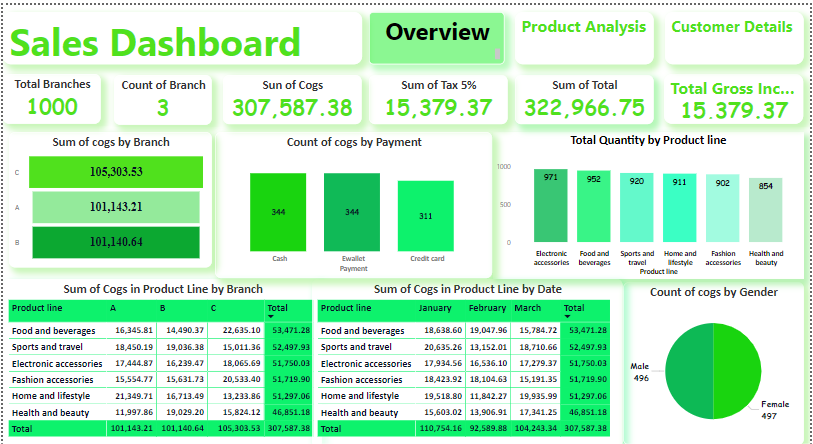 Sales Dashboard
Overview
Product Analysis
Customer Details
Total Branches
1000
Count of Branch
3
Sun of Cogs
307,587.38
Sum of Tax 5%
15,379.37
Sum of Total
322,966.75
Total Gross Inc...
15.379.37
Sum of cogs by Branch
C 105,303.53
A 101,143.21
B 101,140.64
Count of cogs by Payment
344 344 311
Cash Ewallet Credit card
Payment
Total Quantity by Product line
1000
500
0
971 952 920 911 902 854
Electronic accessories Food and beverages Sports and travel Home and lifestyle Fashion accessories Health and beauty
Product line
Sum of Cogs in Product Line by Branch
Product line A B C Total
Food and beverages 16,345.81 14,490.37 22,635.10 53,471.28
Sports and travel 18,450.19 19,036.38 15,011.36 52,497.93
Electronic accessories 17,444.87 16,239.47 18,065.69 51,750.03
Fashion accessories 15,554.77 15,631.73 20,533.40 51,719.90
Home and lifestyle 21,349.71 16,713.49 13,233.86 51,297.06
Health and beauty 11,997.86 19,029.20 15,824.12 46,851.18
Total 101,143.21 101,140.64 105,303.53 307,587.38
Sum of Cogs in Product Line by Date
Product line January February March Total
Food and beverages 18,638.60 19,047.96 15,784.72 53,471.28
Sports and travel 20,635.26 13,152.01 18,710.66 52,497.93
Electronic accessories 17,934.56 16,536.10 17,279.37 51,750.03
Fashion accessories 18,423.92 18,104.63 15,191.35 51,719.90
Home and lifestyle 19,518.80 11,842.27 19,935.99 51,297.06
Health and beauty 15,603.02 13,906.91 17,341.25 46,851.18
Total 110,754.16 92,589.88 104,243.34 307,587.38
Count of cogs by Gender
Male
496
Female
497